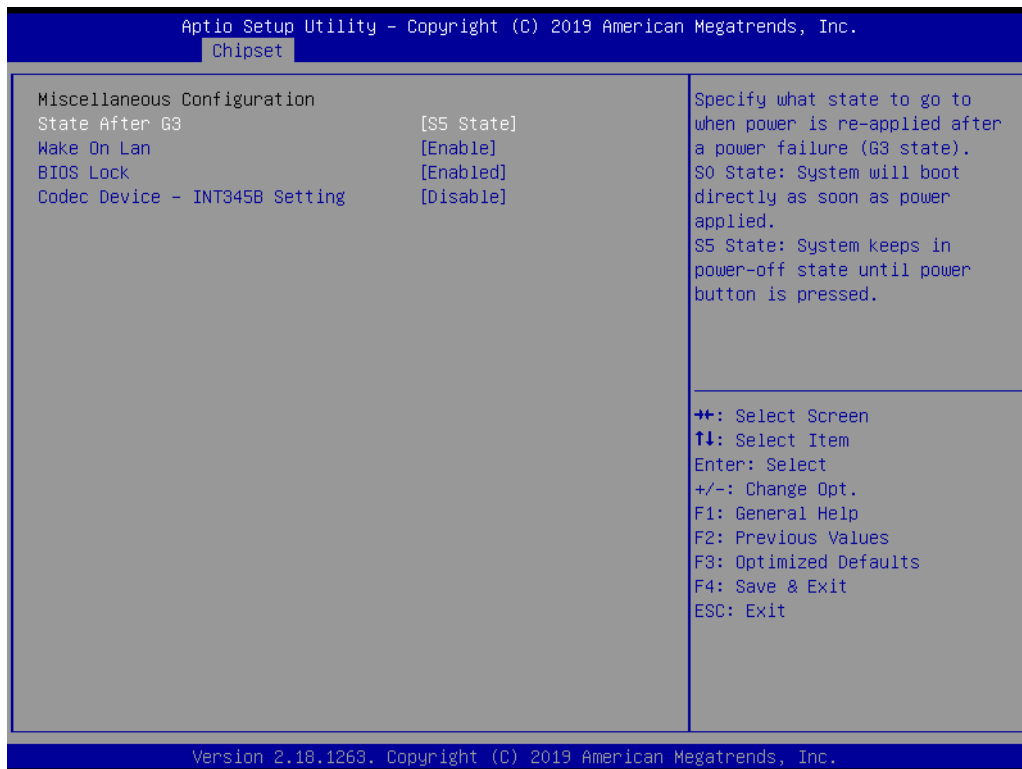 Aptio Setup Utility – Copyright (C) 2019 American Megatrends, Inc.
Chipset
Miscellaneous Configuration
State After G3 [S5 State]
Wake On Lan [Enable]
BIOS Lock [Enabled]
Codec Device – INT345B Setting [Disable]
Specify what state to go to
when power is re-applied after
a power failure (G3 state).
S0 State: System will boot
directly as soon as power
applied.
S5 State: System keeps in
power-off state until power
button is pressed.
→←: Select Screen
↑↓: Select Item
Enter: Select
+/-: Change Opt.
F1: General Help
F2: Previous Values
F3: Optimized Defaults
F4: Save & Exit
ESC: Exit
Version 2.18.1263. Copyright (C) 2019 American Megatrends, Inc.